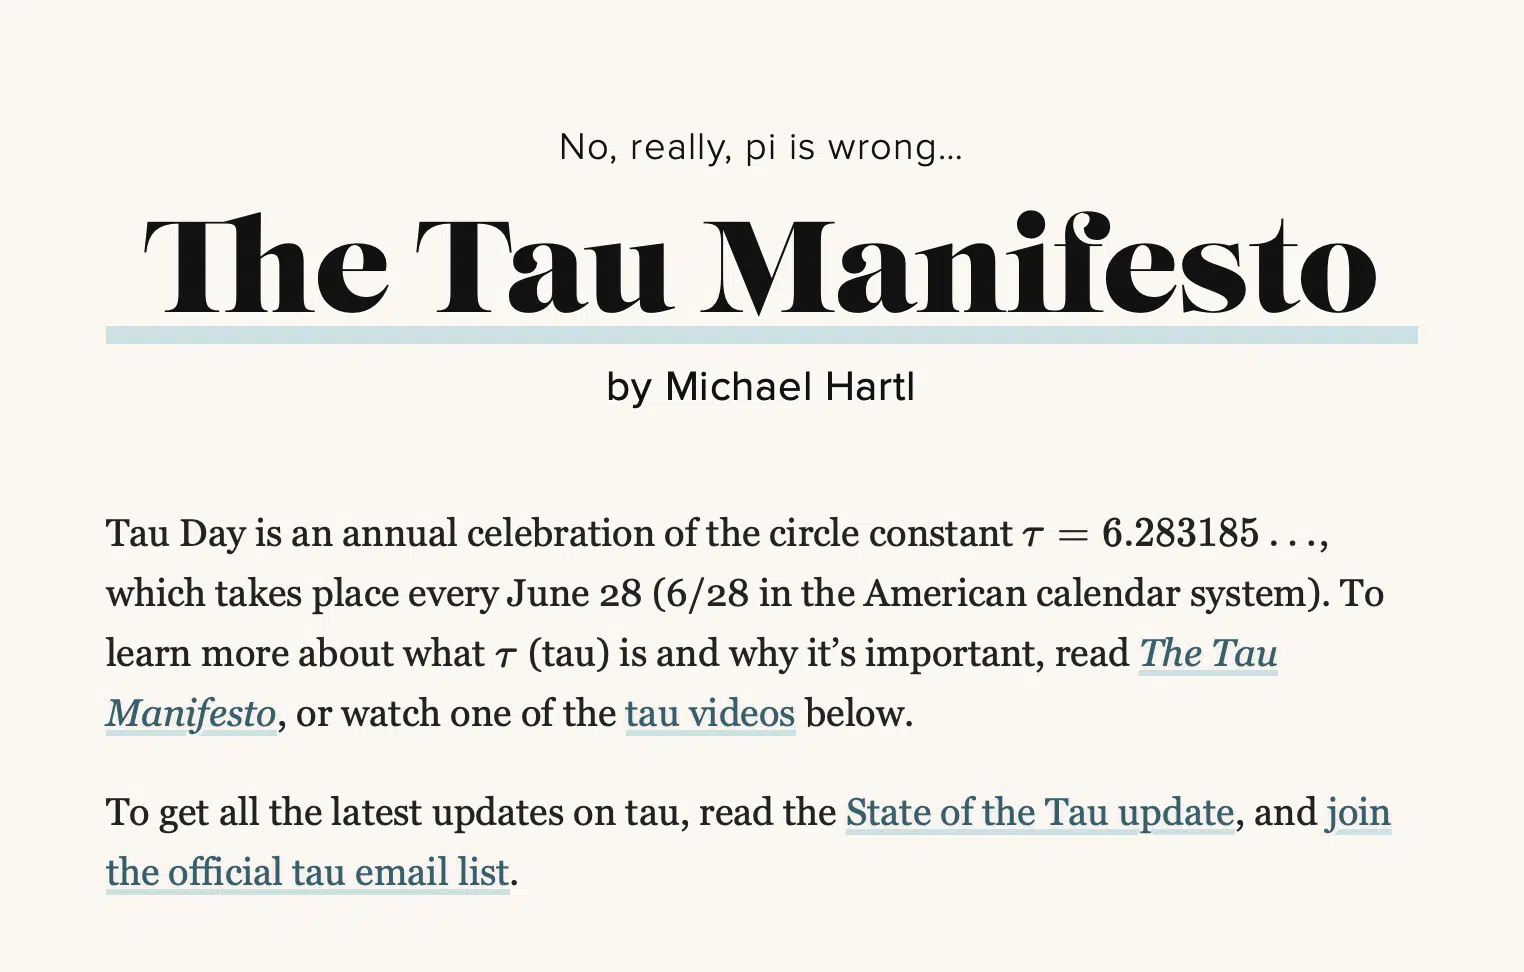 No, really, pi is wrong…
The Tau Manifesto
by Michael Hartl
Tau Day is an annual celebration of the circle constant τ = 6.283185 . . . ,
which takes place every June 28 (6/28 in the American calendar system). To
learn more about what τ (tau) is and why it’s important, read The Tau
Manifesto, or watch one of the tau videos below.
To get all the latest updates on tau, read the State of the Tau update, and join
the official tau email list.